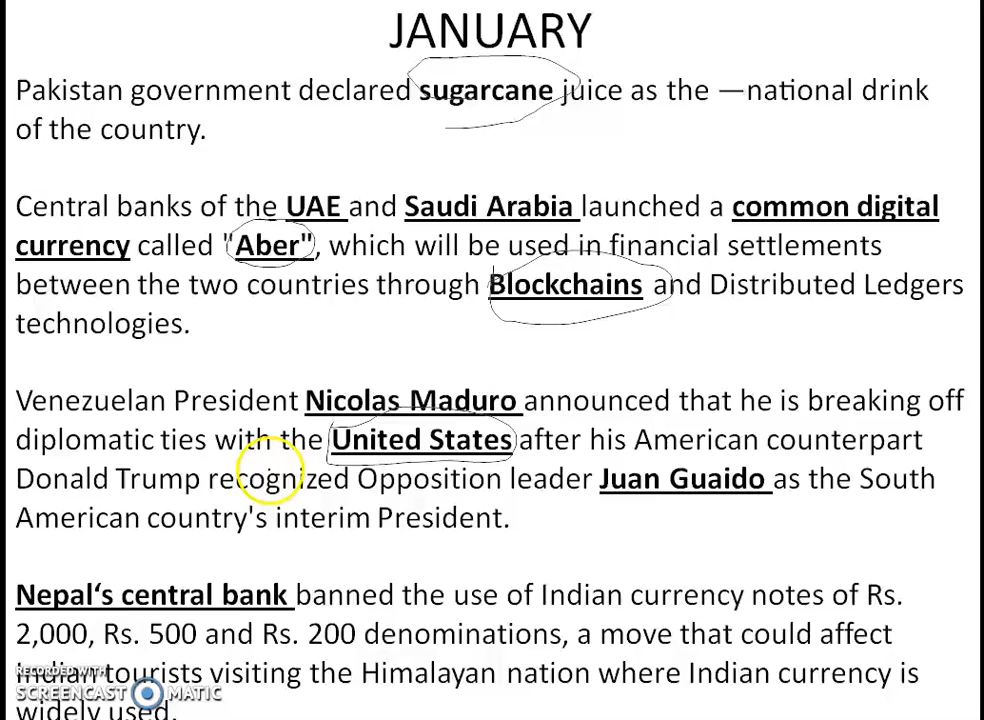 JANUARY
Pakistan government declared sugarcane juice as the ―national drink
of the country.
Central banks of the UAE and Saudi Arabia launched a common digital
currency called "Aber", which will be used in financial settlements
between the two countries through Blockchains and Distributed Ledgers
technologies.
Venezuelan President Nicolas Maduro announced that he is breaking off
diplomatic ties with the United States after his American counterpart
Donald Trump recognized Opposition leader Juan Guaido as the South
American country's interim President.
Nepal‘s central bank banned the use of Indian currency notes of Rs.
2,000, Rs. 500 and Rs. 200 denominations, a move that could affect
Indian tourists visiting the Himalayan nation where Indian currency is
widely used.
RECORDED WITH
SCREENCAST MATIC